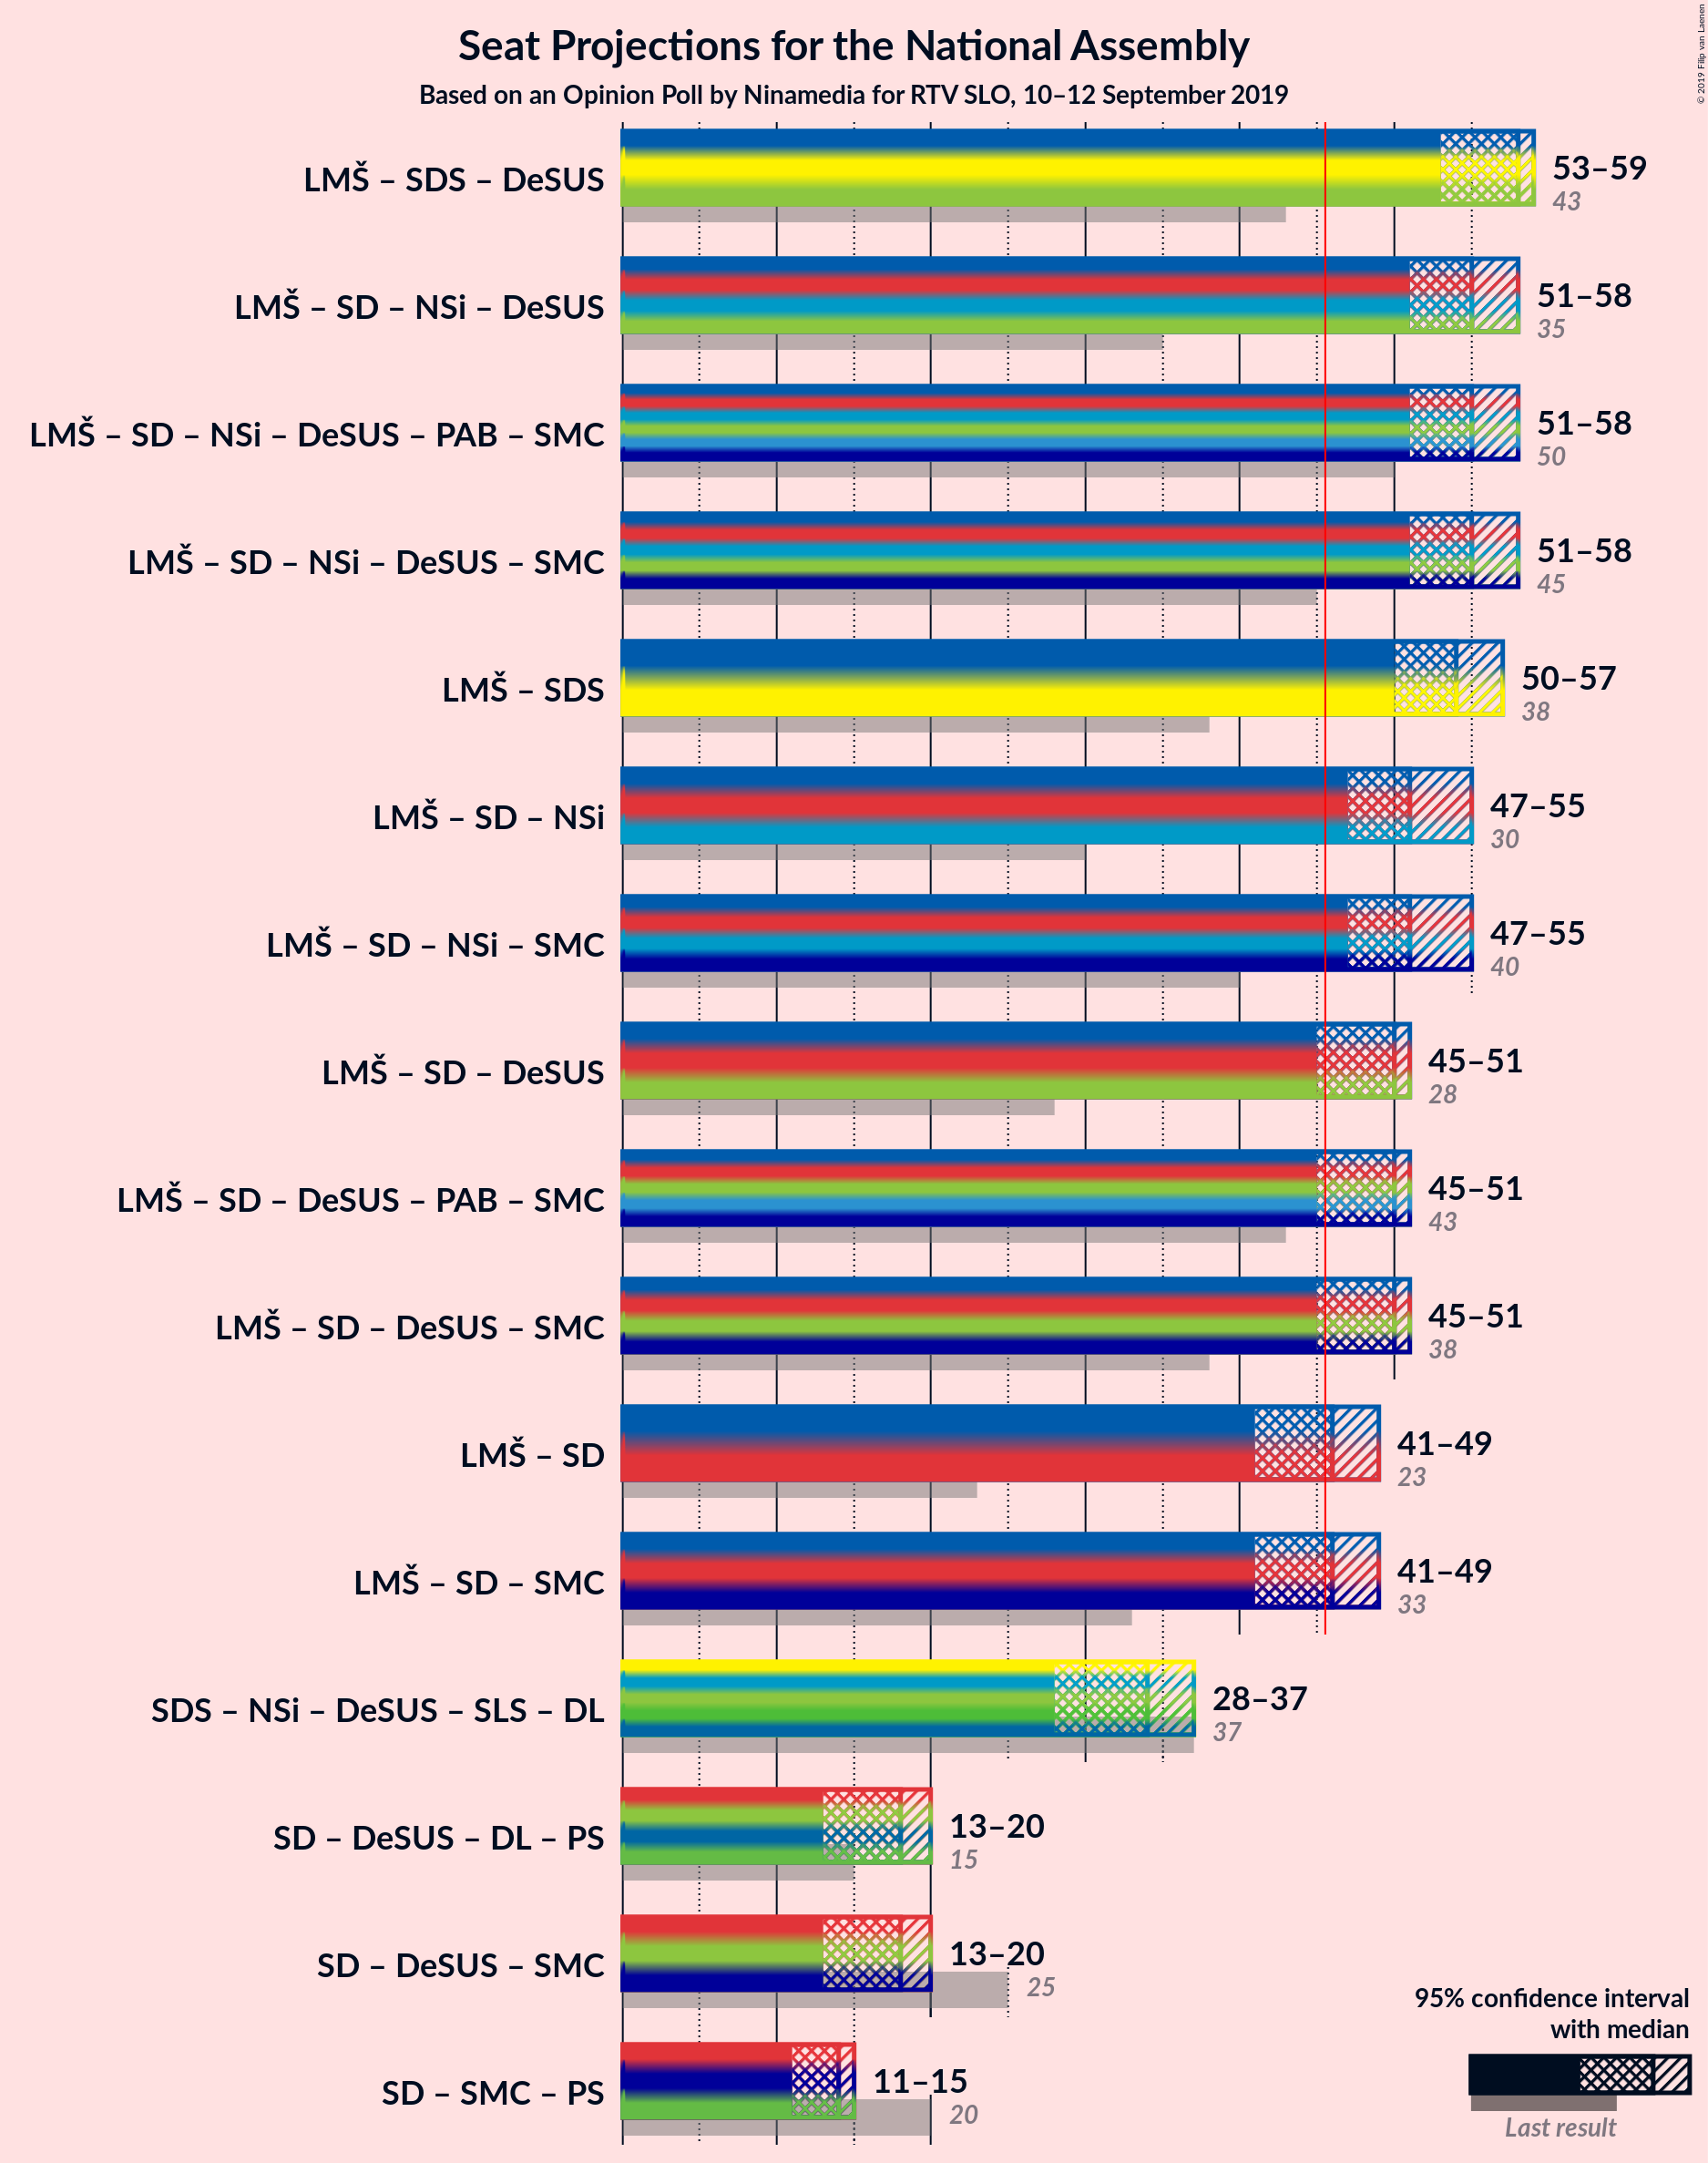 Seat Projections for the National Assembly
Based on an Opinion Poll by Ninamedia for RTV SLO, 10–12 September 2019
© 2019 Filip van Laenen
LMŠ – SDS – DeSUS
53–59
43
LMŠ – SD – NSi – DeSUS
51–58
35
LMŠ – SD – NSi – DeSUS – PAB – SMC
51–58
50
LMŠ – SD – NSi – DeSUS – SMC
51–58
45
LMŠ – SDS
50–57
38
LMŠ – SD – NSi
47–55
30
LMŠ – SD – NSi – SMC
47–55
40
LMŠ – SD – DeSUS
45–51
28
LMŠ – SD – DeSUS – PAB – SMC
45–51
43
LMŠ – SD – DeSUS – SMC
45–51
38
LMŠ – SD
41–49
23
LMŠ – SD – SMC
41–49
33
SDS – NSi – DeSUS – SLS – DL
28–37
37
SD – DeSUS – DL – PS
13–20
15
SD – DeSUS – SMC
13–20
25
SD – SMC – PS
11–15
20
95% confidence interval
with median
Last result